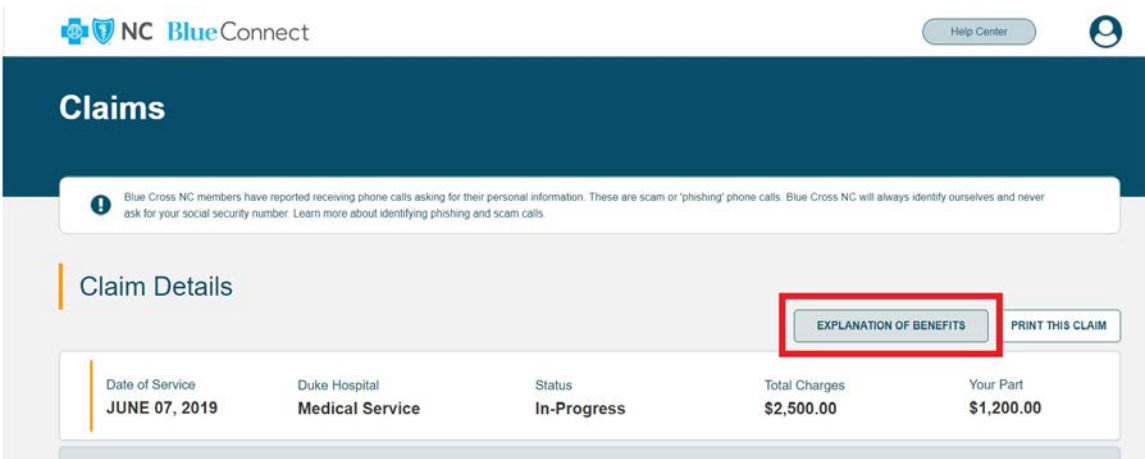 NC BlueConnect
Help Center
Claims
Blue Cross NC members have reported receiving phone calls asking for their personal information. These are scam or 'phishing' phone calls. Blue Cross NC will always identify ourselves and never
ask for your social security number. Learn more about identifying phishing and scam calls.
Claim Details
EXPLANATION OF BENEFITS PRINT THIS CLAIM
Date of Service Duke Hospital Status Total Charges Your Part
JUNE 07, 2019 Medical Service In-Progress $2,500.00 $1,200.00